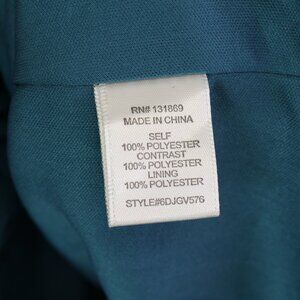 RN# 131869
MADE IN CHINA
SELF
100% POLYESTER
CONTRAST
100% POLYESTER
LINING
100% POLYESTER
STYLE#6DJGV576